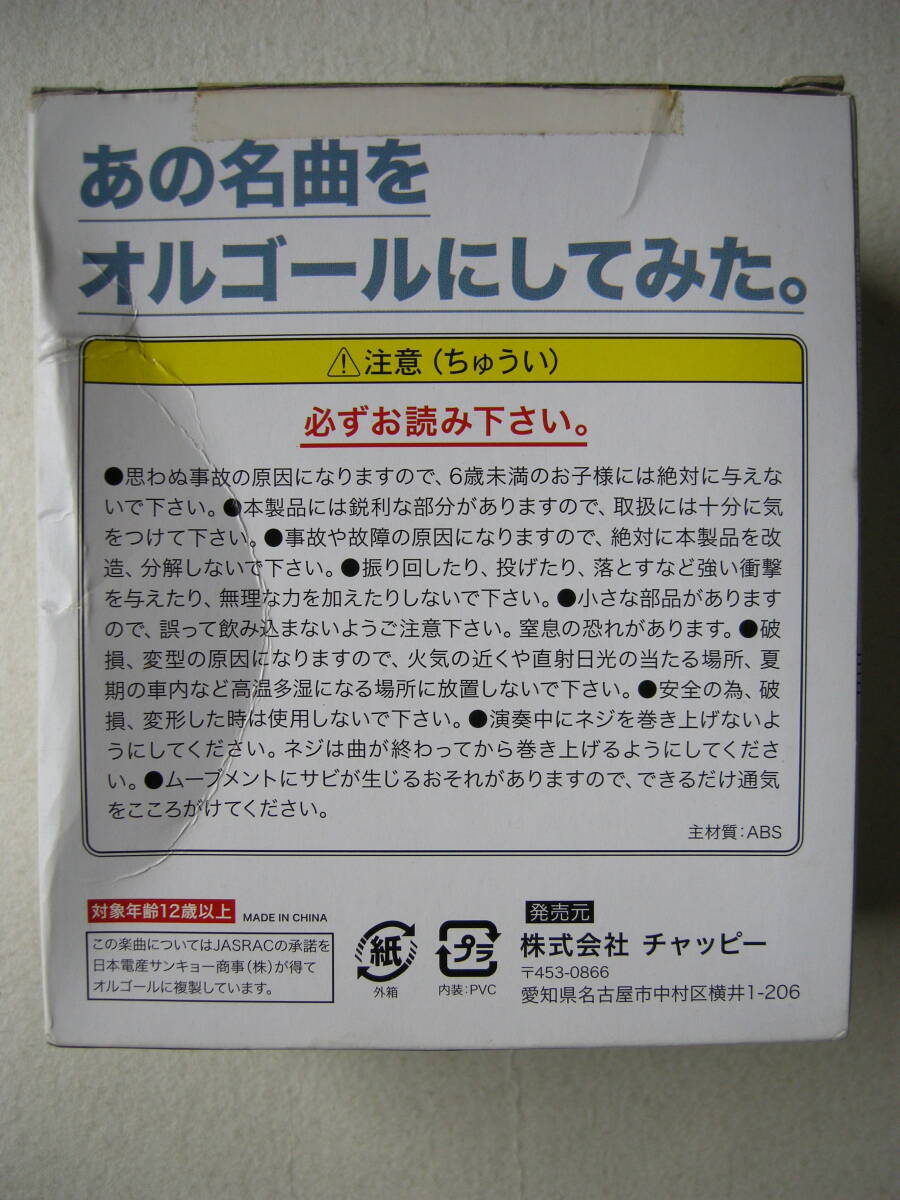 あの名曲を
オルゴールにしてみた。
注意（ちゅうい）
必ずお読み下さい。
●思わぬ事故の原因になりますので、6歳未満のお子様には絶対に与えな
いで下さい。●本製品には鋭利な部分がありますので、取扱には十分に気
をつけて下さい。●事故や故障の原因になりますので、絶対に本製品を改
造、分解しないで下さい。●振り回したり、投げたり、落とすなど強い衝撃
を与えたり、無理な力を加えたりしないで下さい。●小さな部品があります
ので、誤って飲み込まないようご注意下さい。窒息の恐れがあります。●破
損、変型の原因になりますので、火気の近くや直射日光の当たる場所、夏
期の車内など高温多湿になる場所に放置しないで下さい。●安全の為、破
損、変形した時は使用しないで下さい。●演奏中にネジを巻き上げないよ
うにしてください。ネジは曲が終わってから巻き上げるようにしてくださ
い。●ムーブメントにサビが生じるおそれがありますので、できるだけ通気
をこころがけてください。
主材質：ABS
対象年齢12歳以上 MADE IN CHINA
この楽曲についてはJASRACの承諾を
日本電産サンキョー商事（株）が得て
オルゴールに複製しています。
紙
外箱
プラ
内装：PVC
発売元
株式会社 チャッピー
〒453-0866
愛知県名古屋市中村区横井1-206